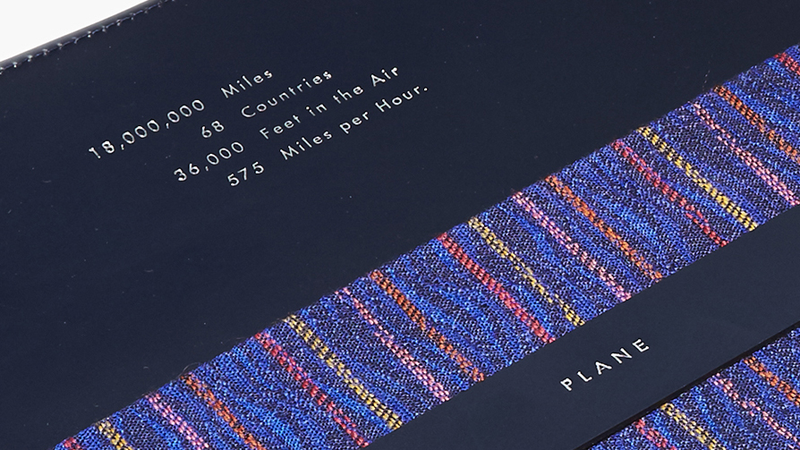 18,000,000 Miles
68 Countries
36,000 Feet in the Air
575 Miles per Hour.
PLANE